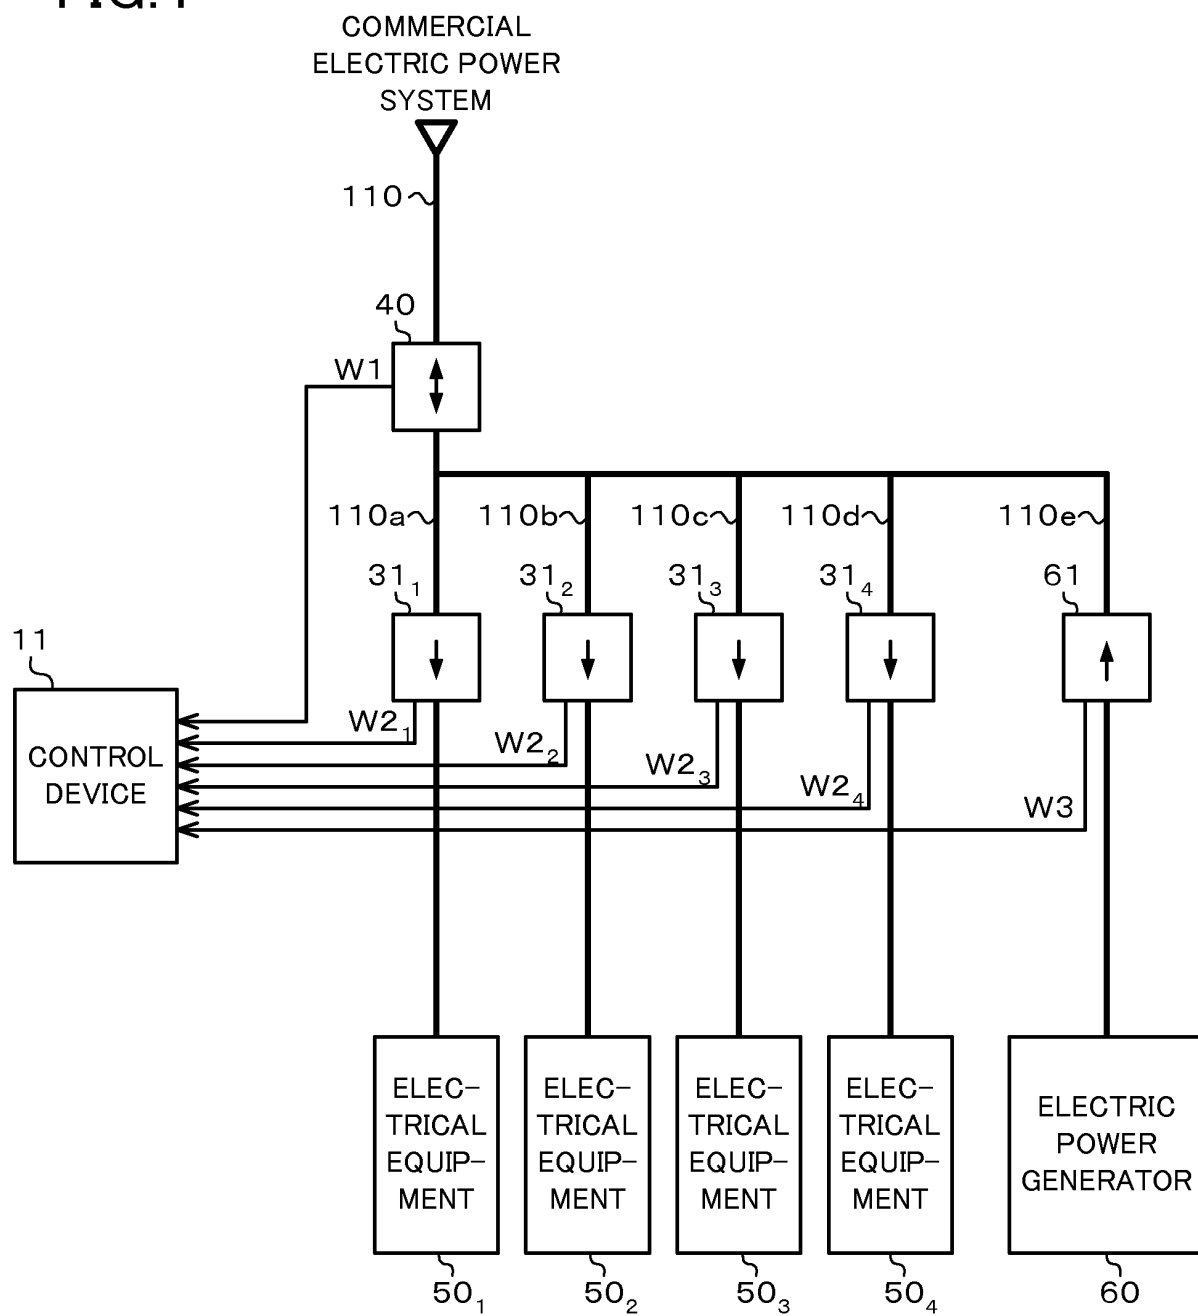 COMMERCIAL
ELECTRIC POWER
SYSTEM
110
40
W1
110a
110b
110c
110d
110e
31₁
31₂
31₃
31₄
61
11
CONTROL
DEVICE
W2₁
W2₂
W2₃
W2₄
W3
ELEC-
TRICAL
EQUIP-
MENT
ELEC-
TRICAL
EQUIP-
MENT
ELEC-
TRICAL
EQUIP-
MENT
ELEC-
TRICAL
EQUIP-
MENT
ELECTRIC
POWER
GENERATOR
50₁
50₂
50₃
50₄
60